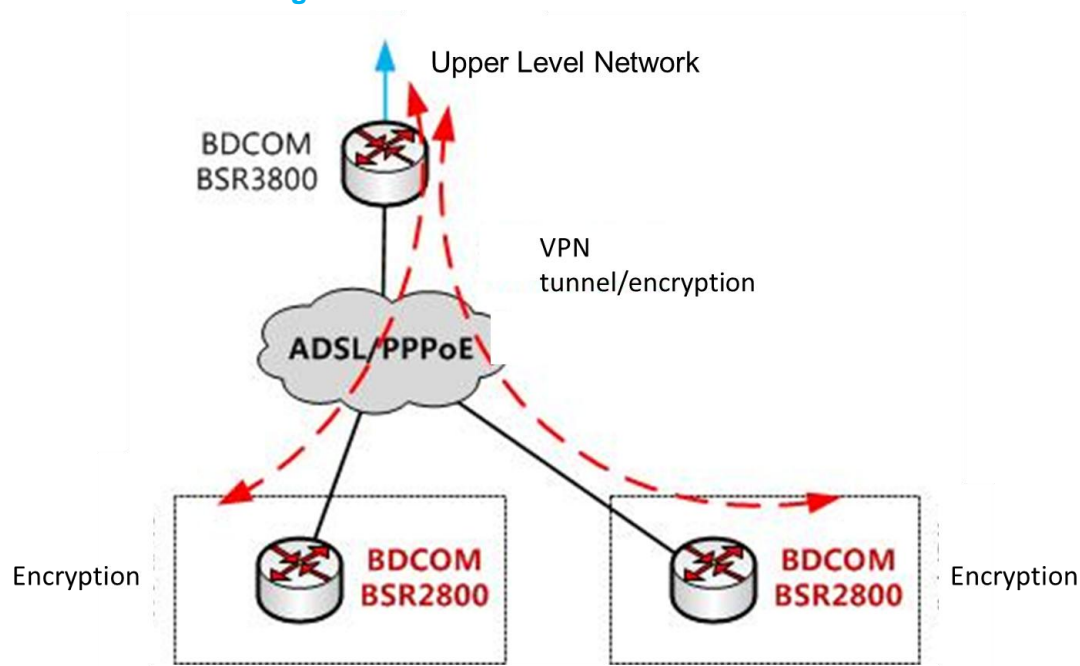 Upper Level Network
BDCOM
BSR3800
VPN
tunnel/encryption
ADSL/PPPoE
Encryption
BDCOM
BSR2800
BDCOM
BSR2800
Encryption